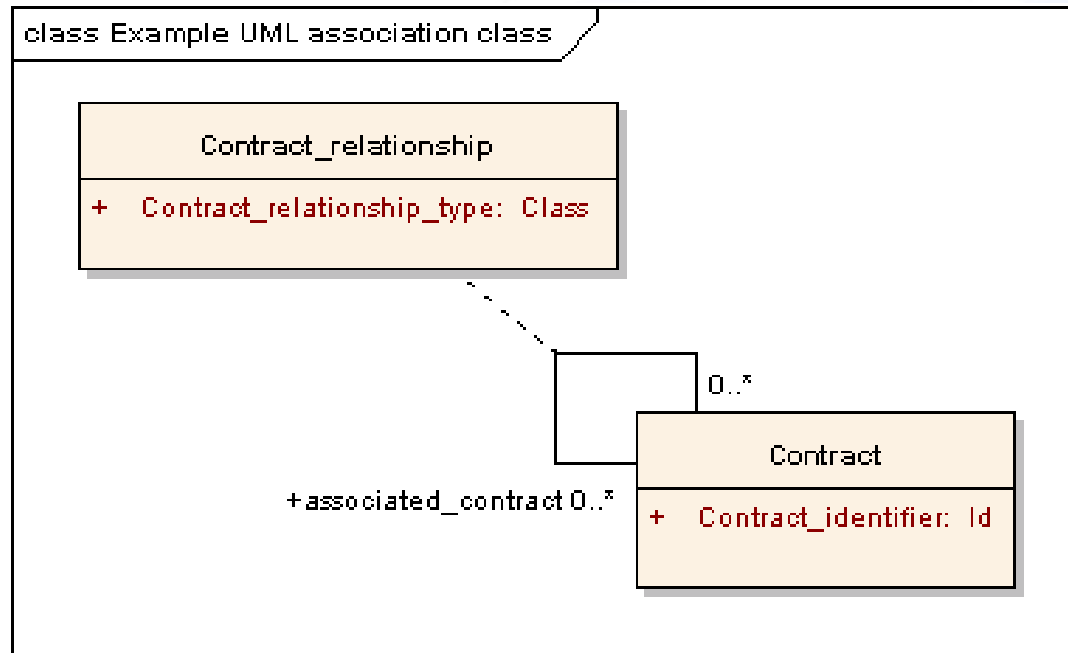 class Example UML association class
Contract_relationship
+ Contract_relationship_type: Class
0..*
Contract
+associated_contract 0..*
+ Contract_identifier: Id